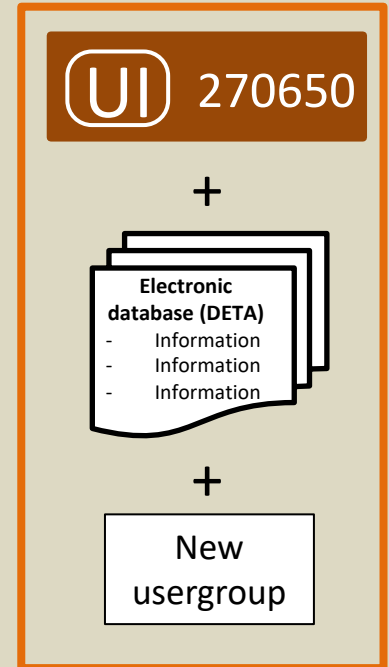 UI 270650
+
Electronic
database (DETA)
- Information
- Information
- Information
+
New
usergroup